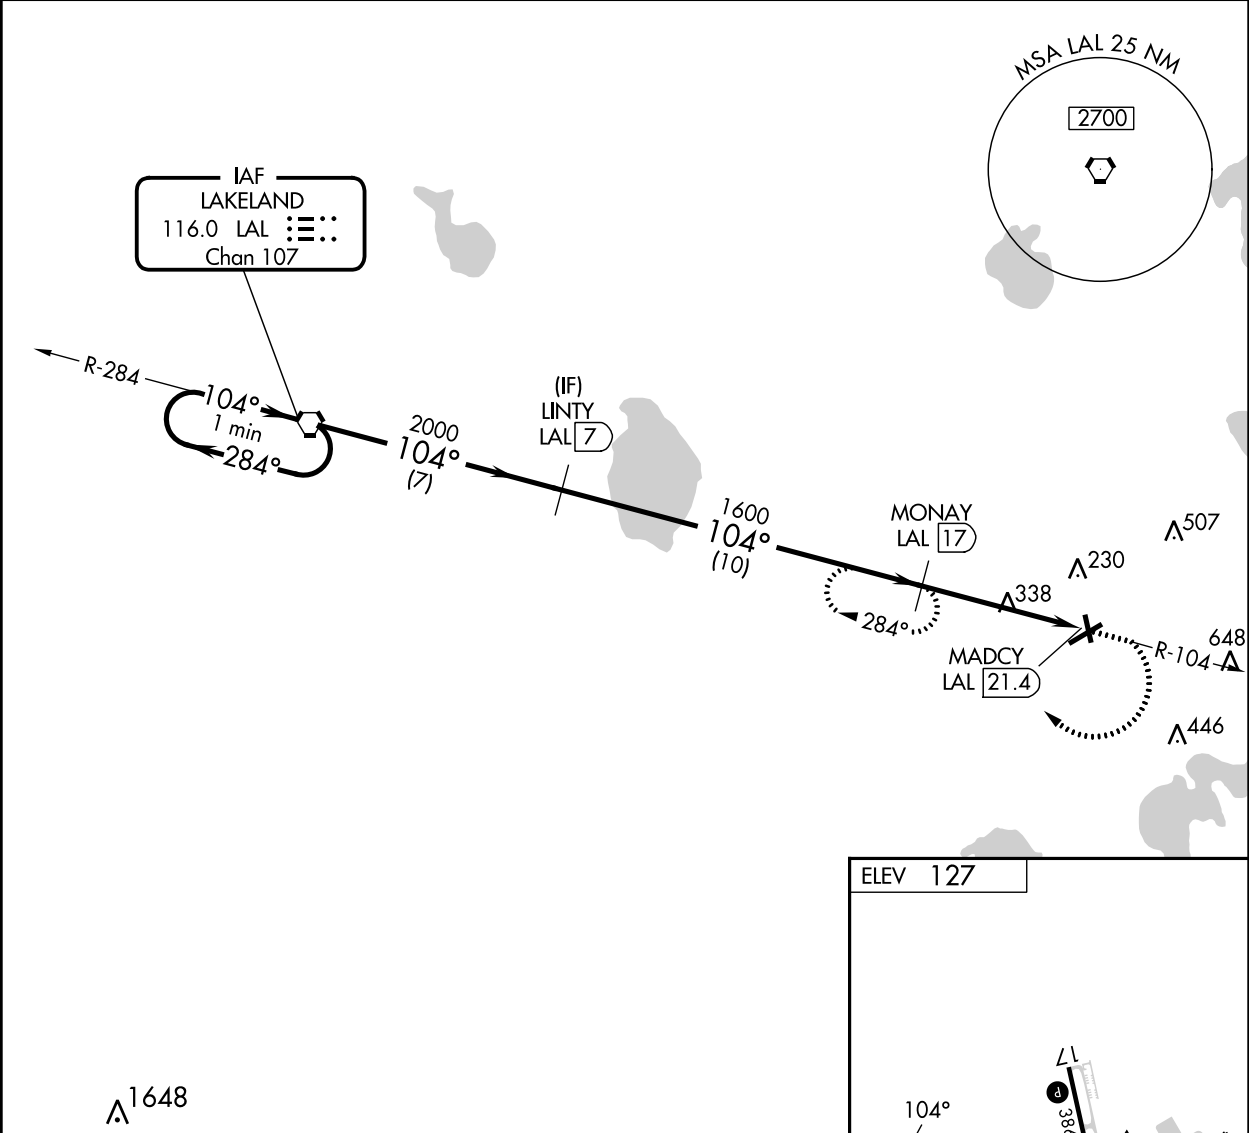 MSA LAL 25 NM
2700
IAF
LAKELAND
116.0 LAL
Chan 107
R-284
104°
1 min
284°
2000
104°
(7)
(IF)
LINTY
LAL 7
1600
104°
(10)
MONAY
LAL 17
284°
338
230
507
MADCY
LAL 21.4
R-104
648
446
ELEV 127
1648
104°
17
P